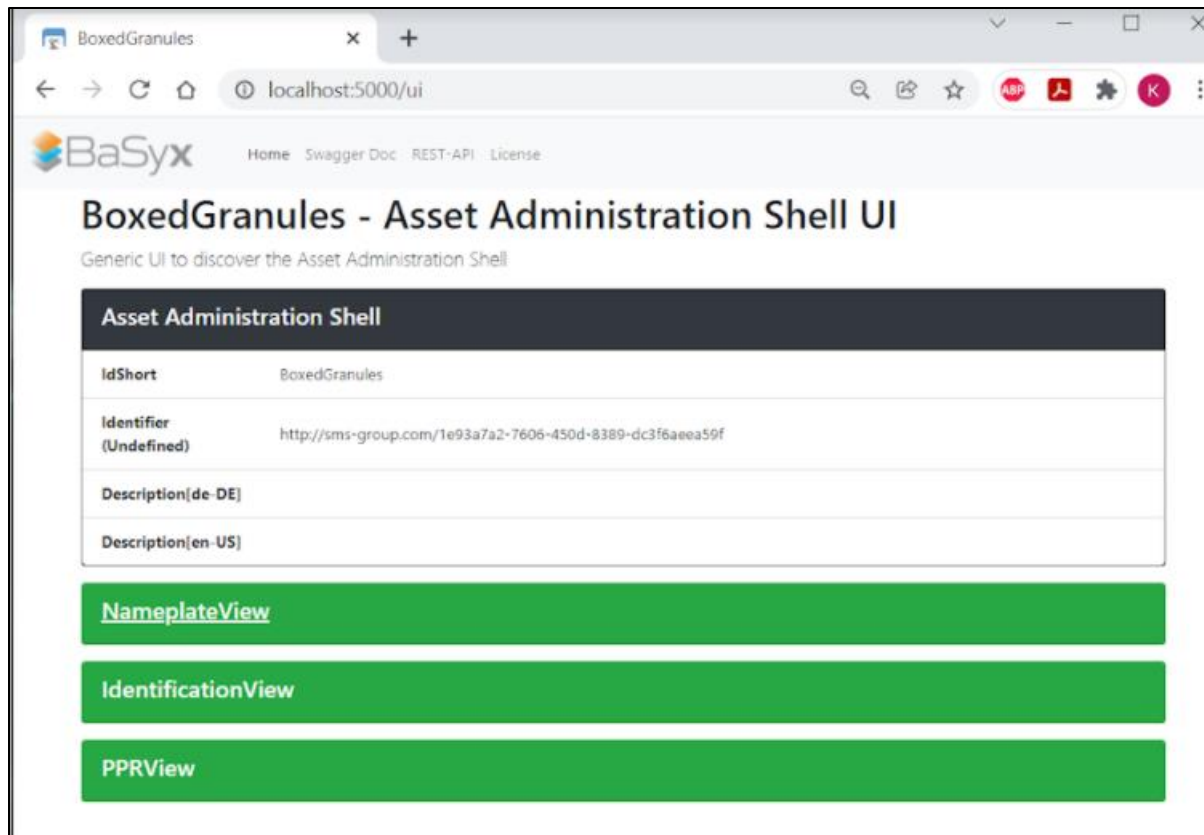 BoxedGranules
localhost:5000/ui
ABP
K
BaSyx Home Swagger Doc REST-API License
BoxedGranules - Asset Administration Shell UI
Generic UI to discover the Asset Administration Shell
Asset Administration Shell
IdShort BoxedGranules
Identifier
(Undefined) http://sms-group.com/1e93a7a2-7606-450d-8389-dc3f6aeea59f
Description[de-DE]
Description[en-US]
NameplateView
IdentificationView
PPRView